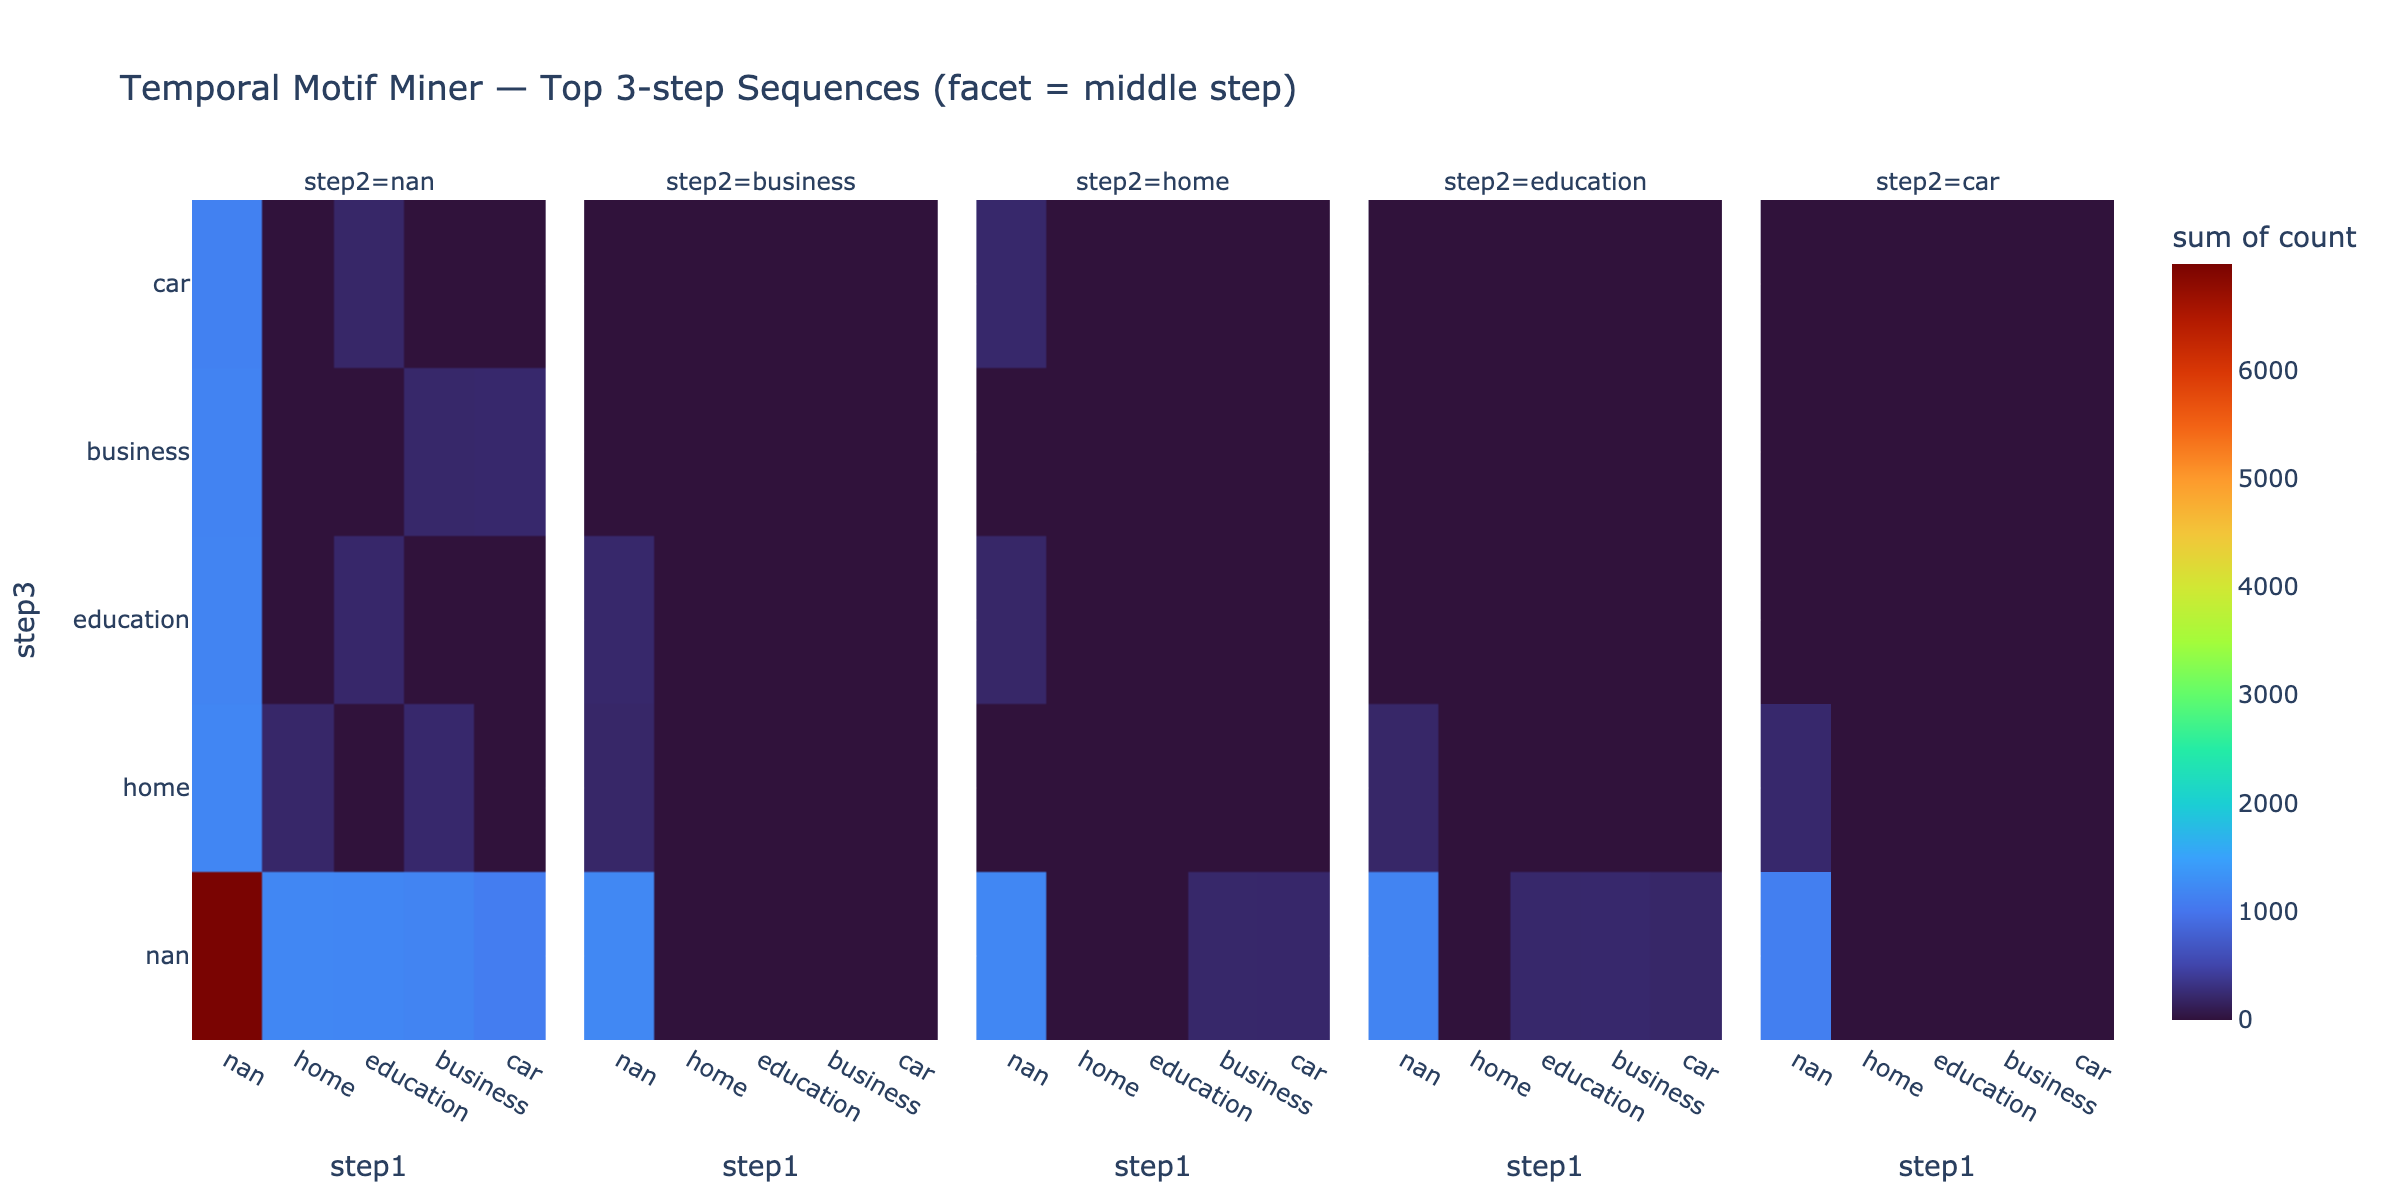 Temporal Motif Miner — Top 3-step Sequences (facet = middle step)
step2=nan
step2=business
step2=home
step2=education
step2=car
sum of count
6000
5000
4000
3000
2000
1000
0
step3
car
business
education
home
nan
nan
home
education
business
car
nan
home
education
business
car
nan
home
education
business
car
nan
home
education
business
car
nan
home
education
business
car
step1
step1
step1
step1
step1